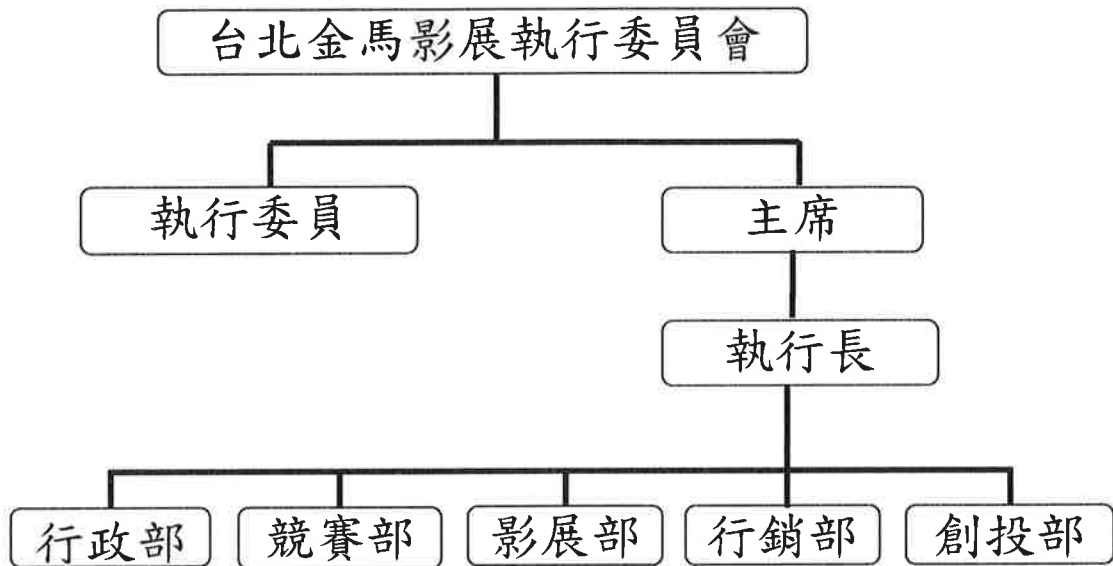 台北金馬影展執行委員會
執行委員
主席
執行長
行政部
競賽部
影展部
行銷部
創投部